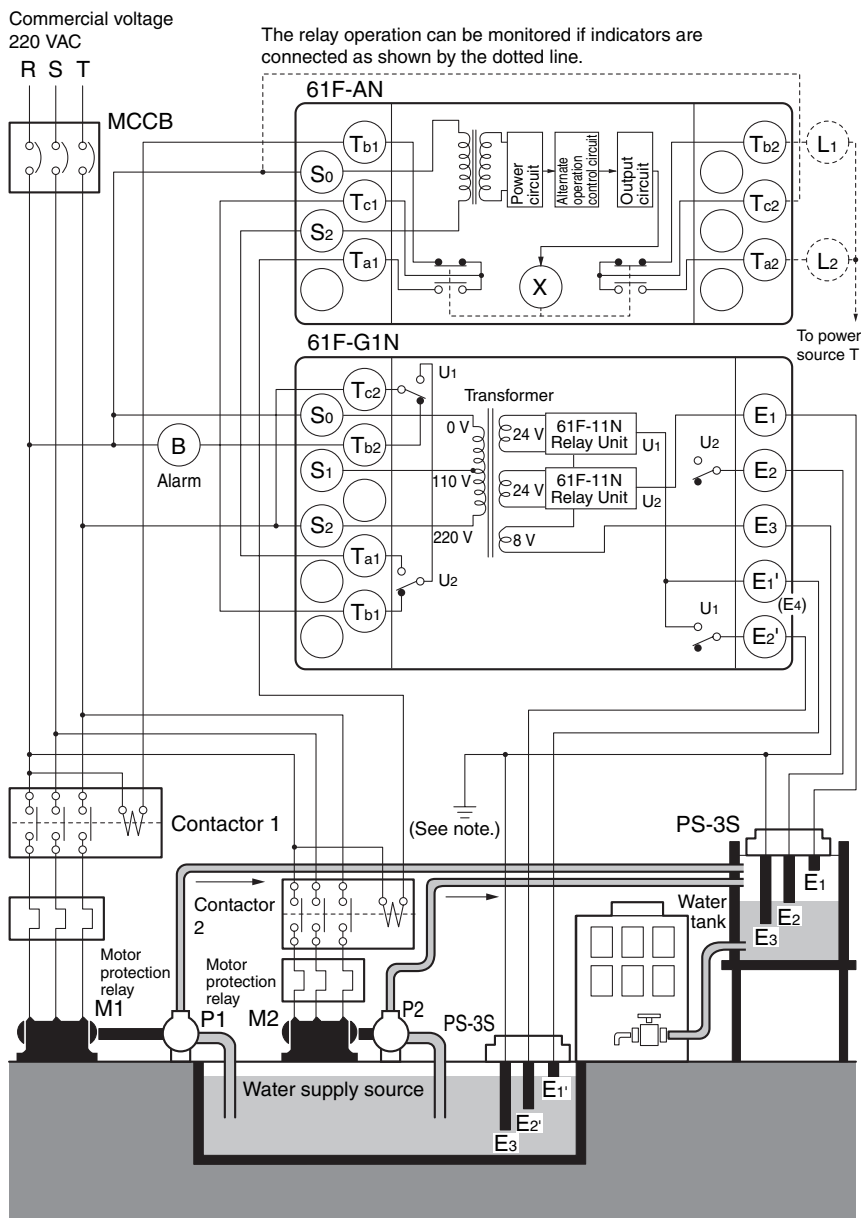 Commercial voltage
220 VAC
R S T
The relay operation can be monitored if indicators are
connected as shown by the dotted line.
MCCB
61F-AN
Tb1
S0
Tc1
S2
Ta1
Power
circuit
Alternate
operation
control circuit
Output
circuit
X
Tb2
Tc2
Ta2
L1
L2
To power
source T
61F-G1N
Tc2
S0
Tb2
S1
S2
Ta1
Tb1
B
Alarm
U1
U2
Transformer
0 V
110 V
220 V
24 V
61F-11N
Relay Unit
U1
24 V
61F-11N
Relay Unit
U2
8 V
U2
U1
E1
E2
E3
E1'
(E4)
E2'
Contactor 1
(See note.)
PS-3S
E1
E2
E3
Water
tank
Contactor
2
Motor
protection
relay
M1
P1
Motor
protection
relay
M2
P2
PS-3S
Water supply source
E1'
E2'
E3